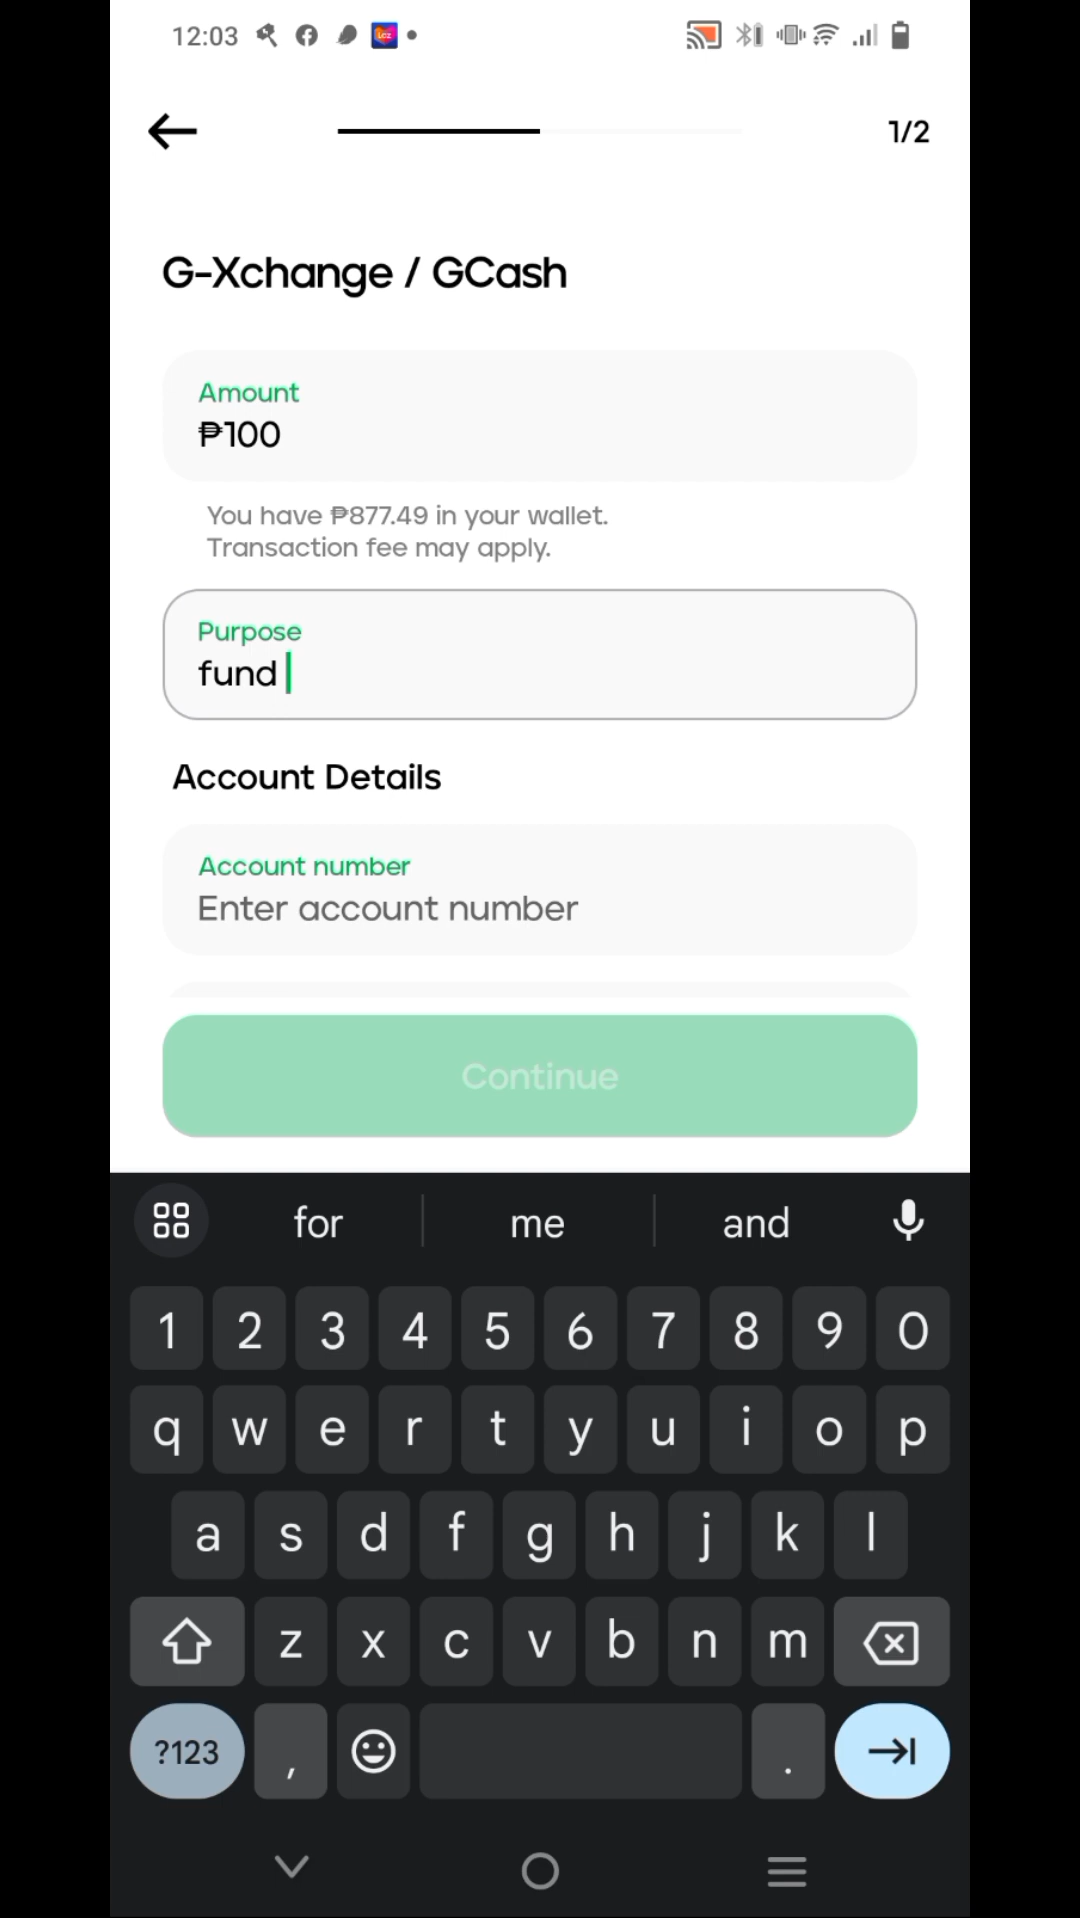 12:03
1/2
G-Xchange / GCash
Amount
₱100
You have ₱877.49 in your wallet.
Transaction fee may apply.
Purpose
fund
Account Details
Account number
Enter account number
Continue
for me and
1 2 3 4 5 6 7 8 9 0
q w e r t y u i o p
a s d f g h j k l
z x c v b n m
?123 , .